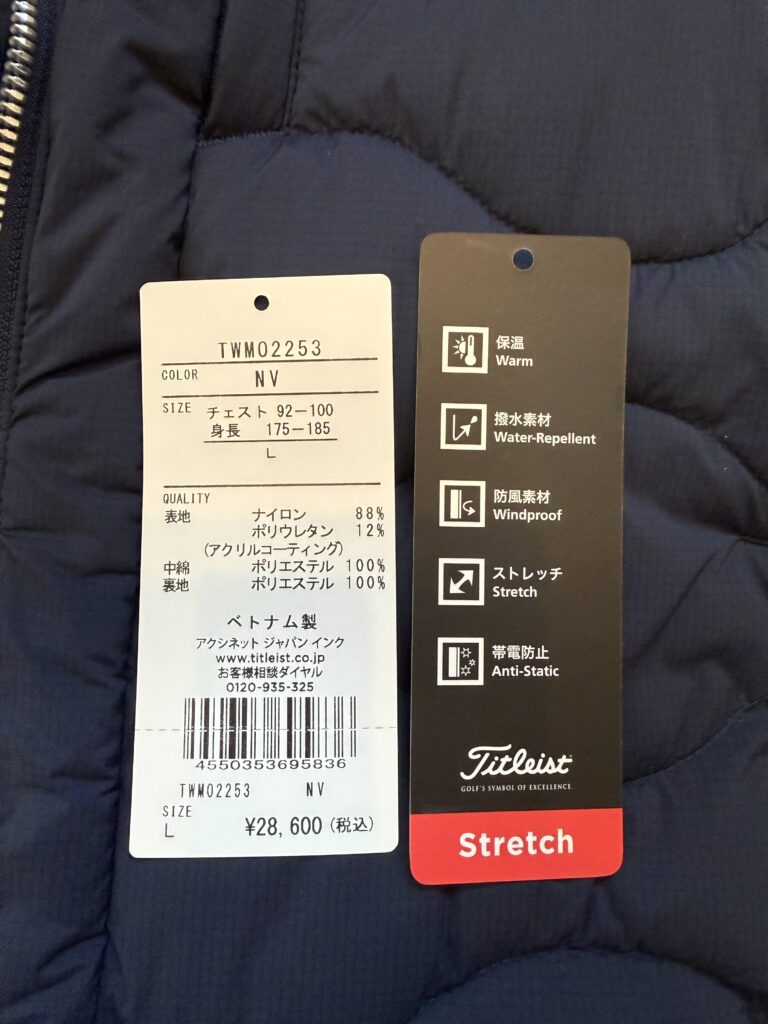 TWM02253
COLOR NV
SIZE チェスト 92−100
身長 175−185
L
QUALITY
表地 ナイロン 88%
ポリウレタン 12%
(アクリルコーティング)
中綿 ポリエステル 100%
裏地 ポリエステル 100%
ベトナム製
アクシネット ジャパン インク
www.titleist.co.jp
お客様相談ダイヤル
0120-935-325
4550353695836
TWM02253 NV
SIZE
L ¥28,600(税込)
保温
Warm
撥水素材
Water-Repellent
防風素材
Windproof
ストレッチ
Stretch
帯電防止
Anti-Static
Titleist
GOLF'S SYMBOL OF EXCELLENCE
Stretch